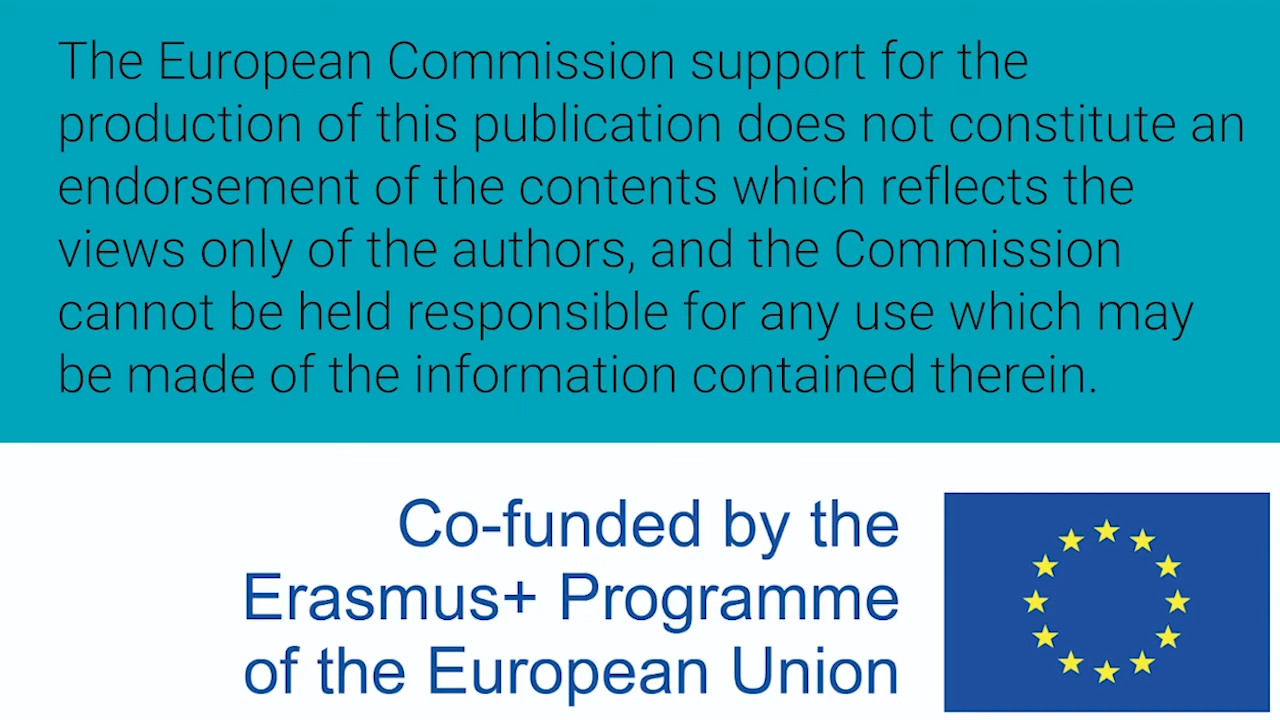 The European Commission support for the
production of this publication does not constitute an
endorsement of the contents which reflects the
views only of the authors, and the Commission
cannot be held responsible for any use which may
be made of the information contained therein.
Co-funded by the
Erasmus+ Programme
of the European Union